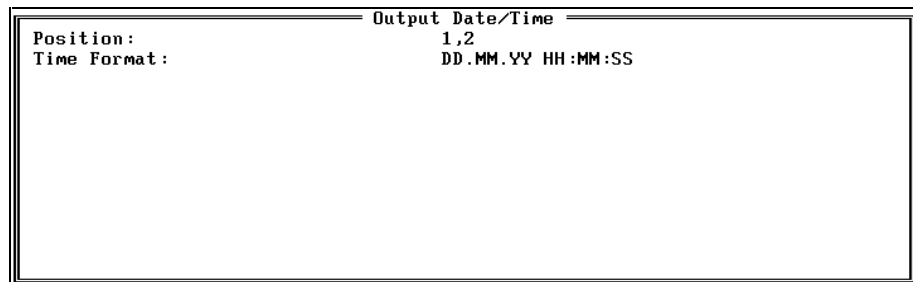 Output Date/Time
Position: 1,2
Time Format: DD.MM.YY HH:MM:SS